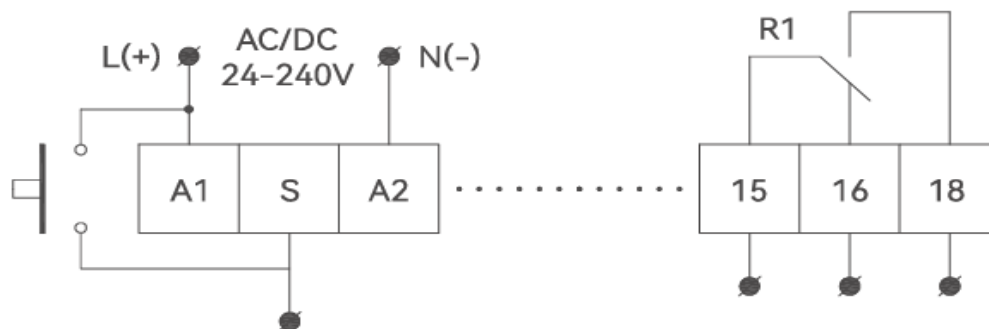 L(+)
AC/DC
24-240V
N(-)
R1
A1
S
A2
15
16
18